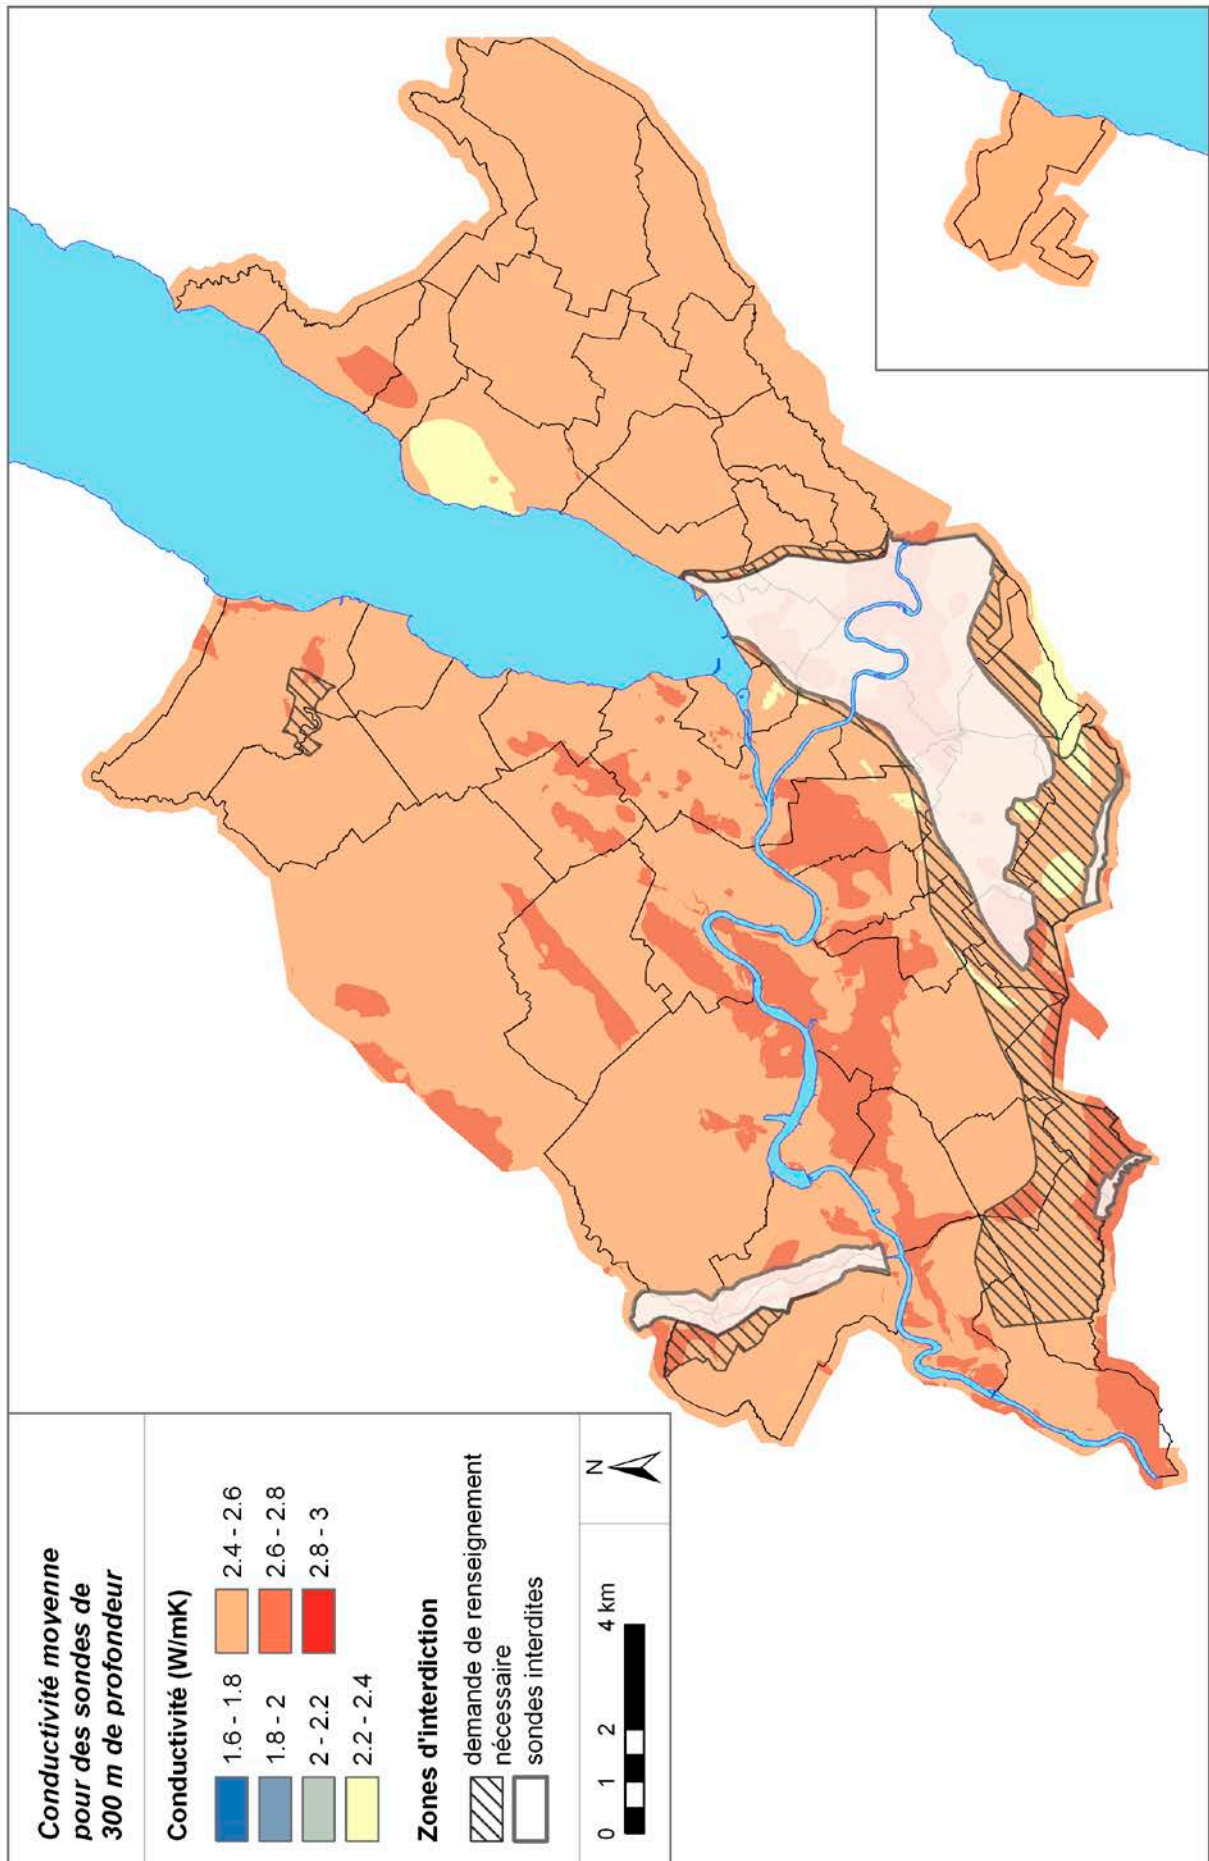 Conductivité moyenne
pour des sondes de
300 m de profondeur
Conductivité (W/mK)
1.6 - 1.8
2.4 - 2.6
1.8 - 2
2.6 - 2.8
2 - 2.2
2.8 - 3
2.2 - 2.4
Zones d'interdiction
demande de renseignement
nécessaire
sondes interdites
0 1 2 4 km
N